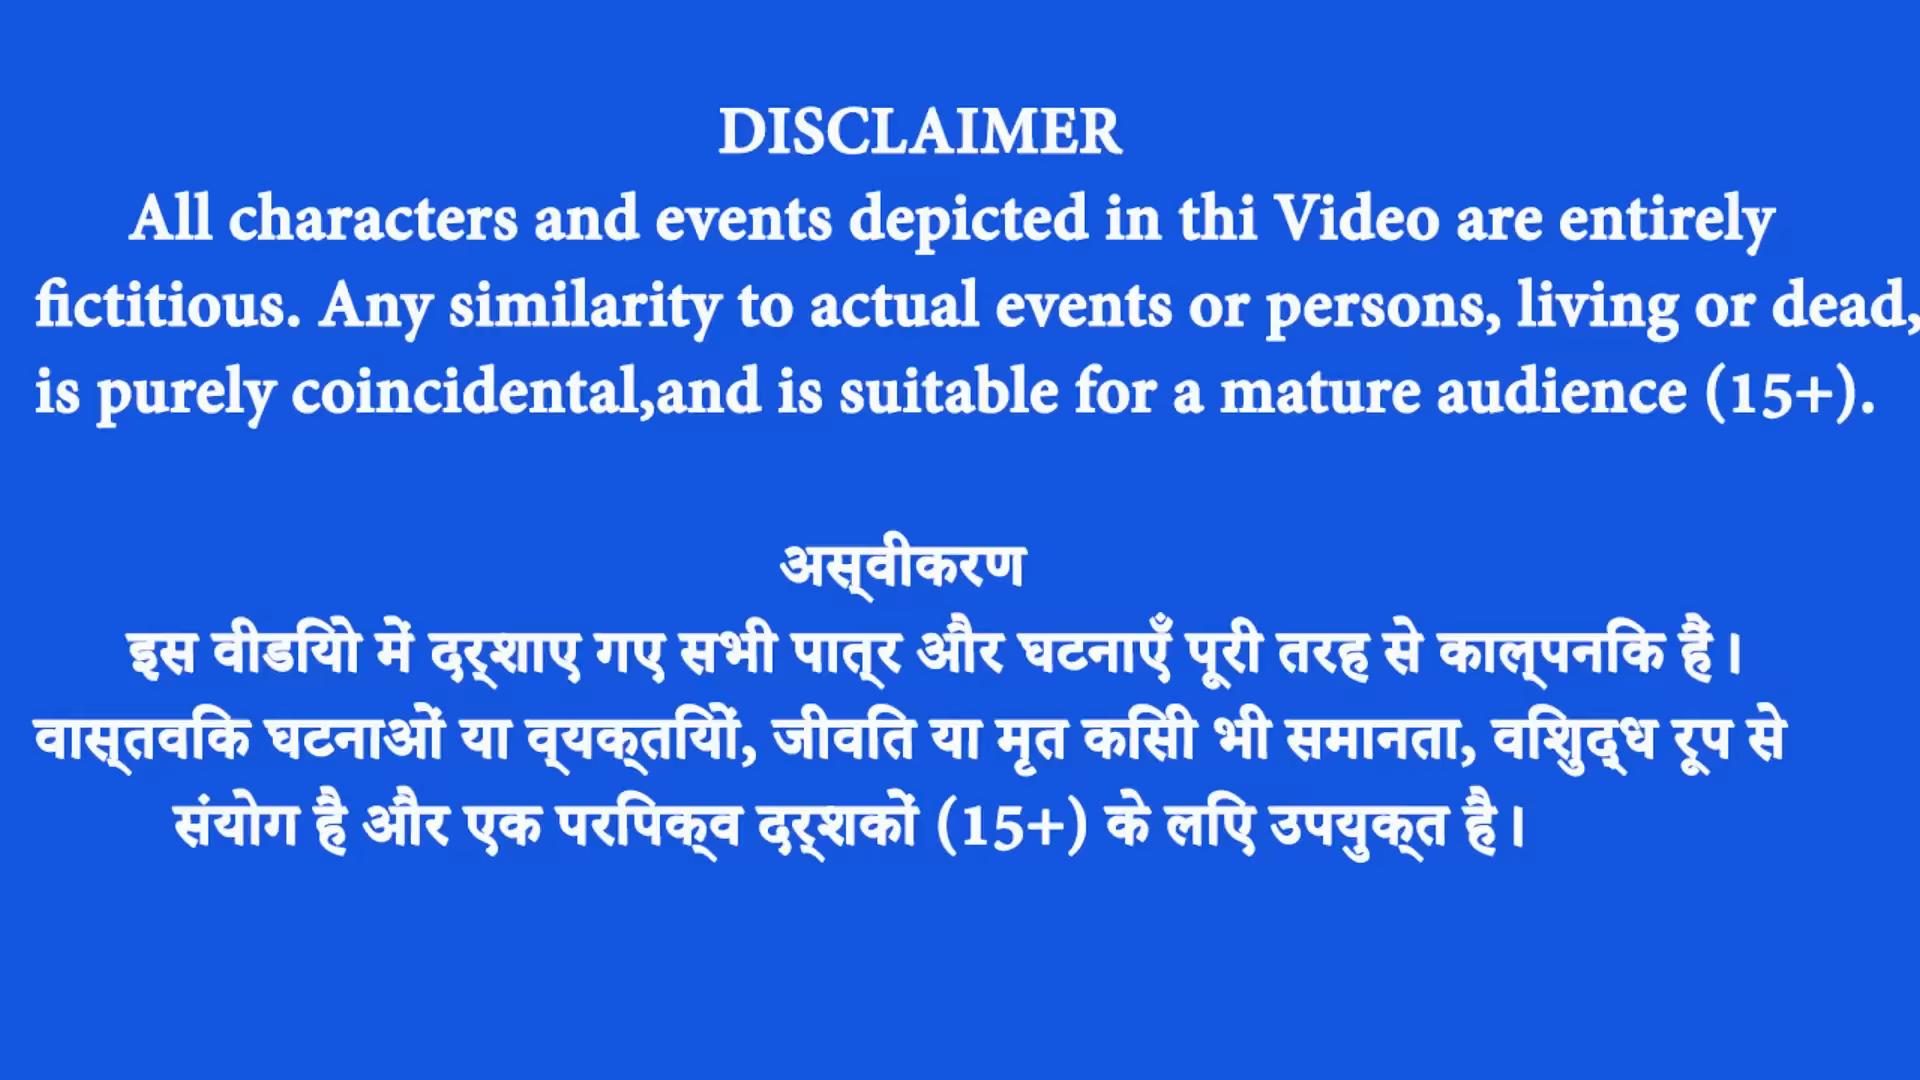 DISCLAIMER
All characters and events depicted in thi Video are entirely
fictitious. Any similarity to actual events or persons, living or dead,
is purely coincidental,and is suitable for a mature audience (15+).
अस्वीकरण
इस वीडियो में दर्शाए गए सभी पात्र और घटनाएँ पूरी तरह से काल्पनिक हैं।
वास्तविक घटनाओं या व्यक्तियों, जीवित या मृत किसी भी समानता, विशुद्ध रूप से
संयोग है और एक परिपक्व दर्शकों (15+) के लिए उपयुक्त है।